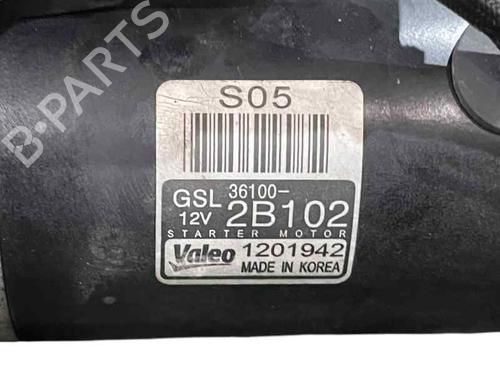 B-PARTS
S05
GSL 36100-
12V 2B102
STARTER MOTOR
Valeo 1201942
MADE IN KOREA